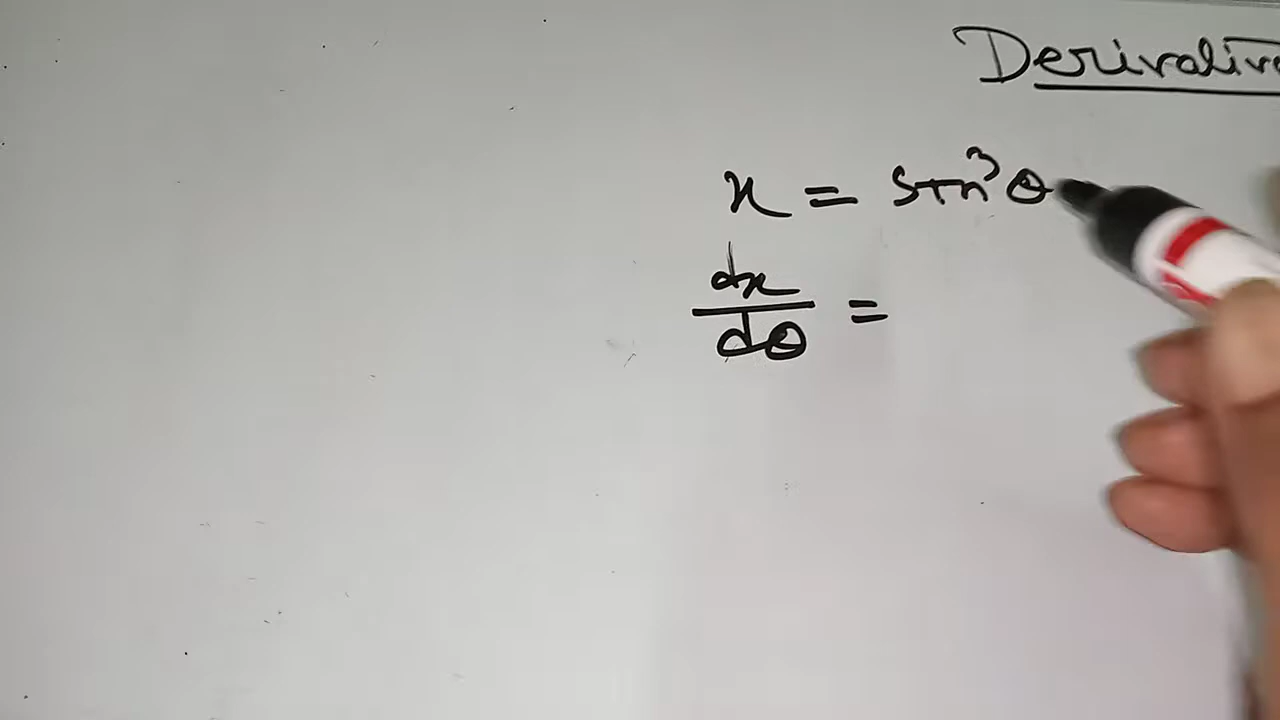 Derivative
x = sin³θ
dx/dθ =